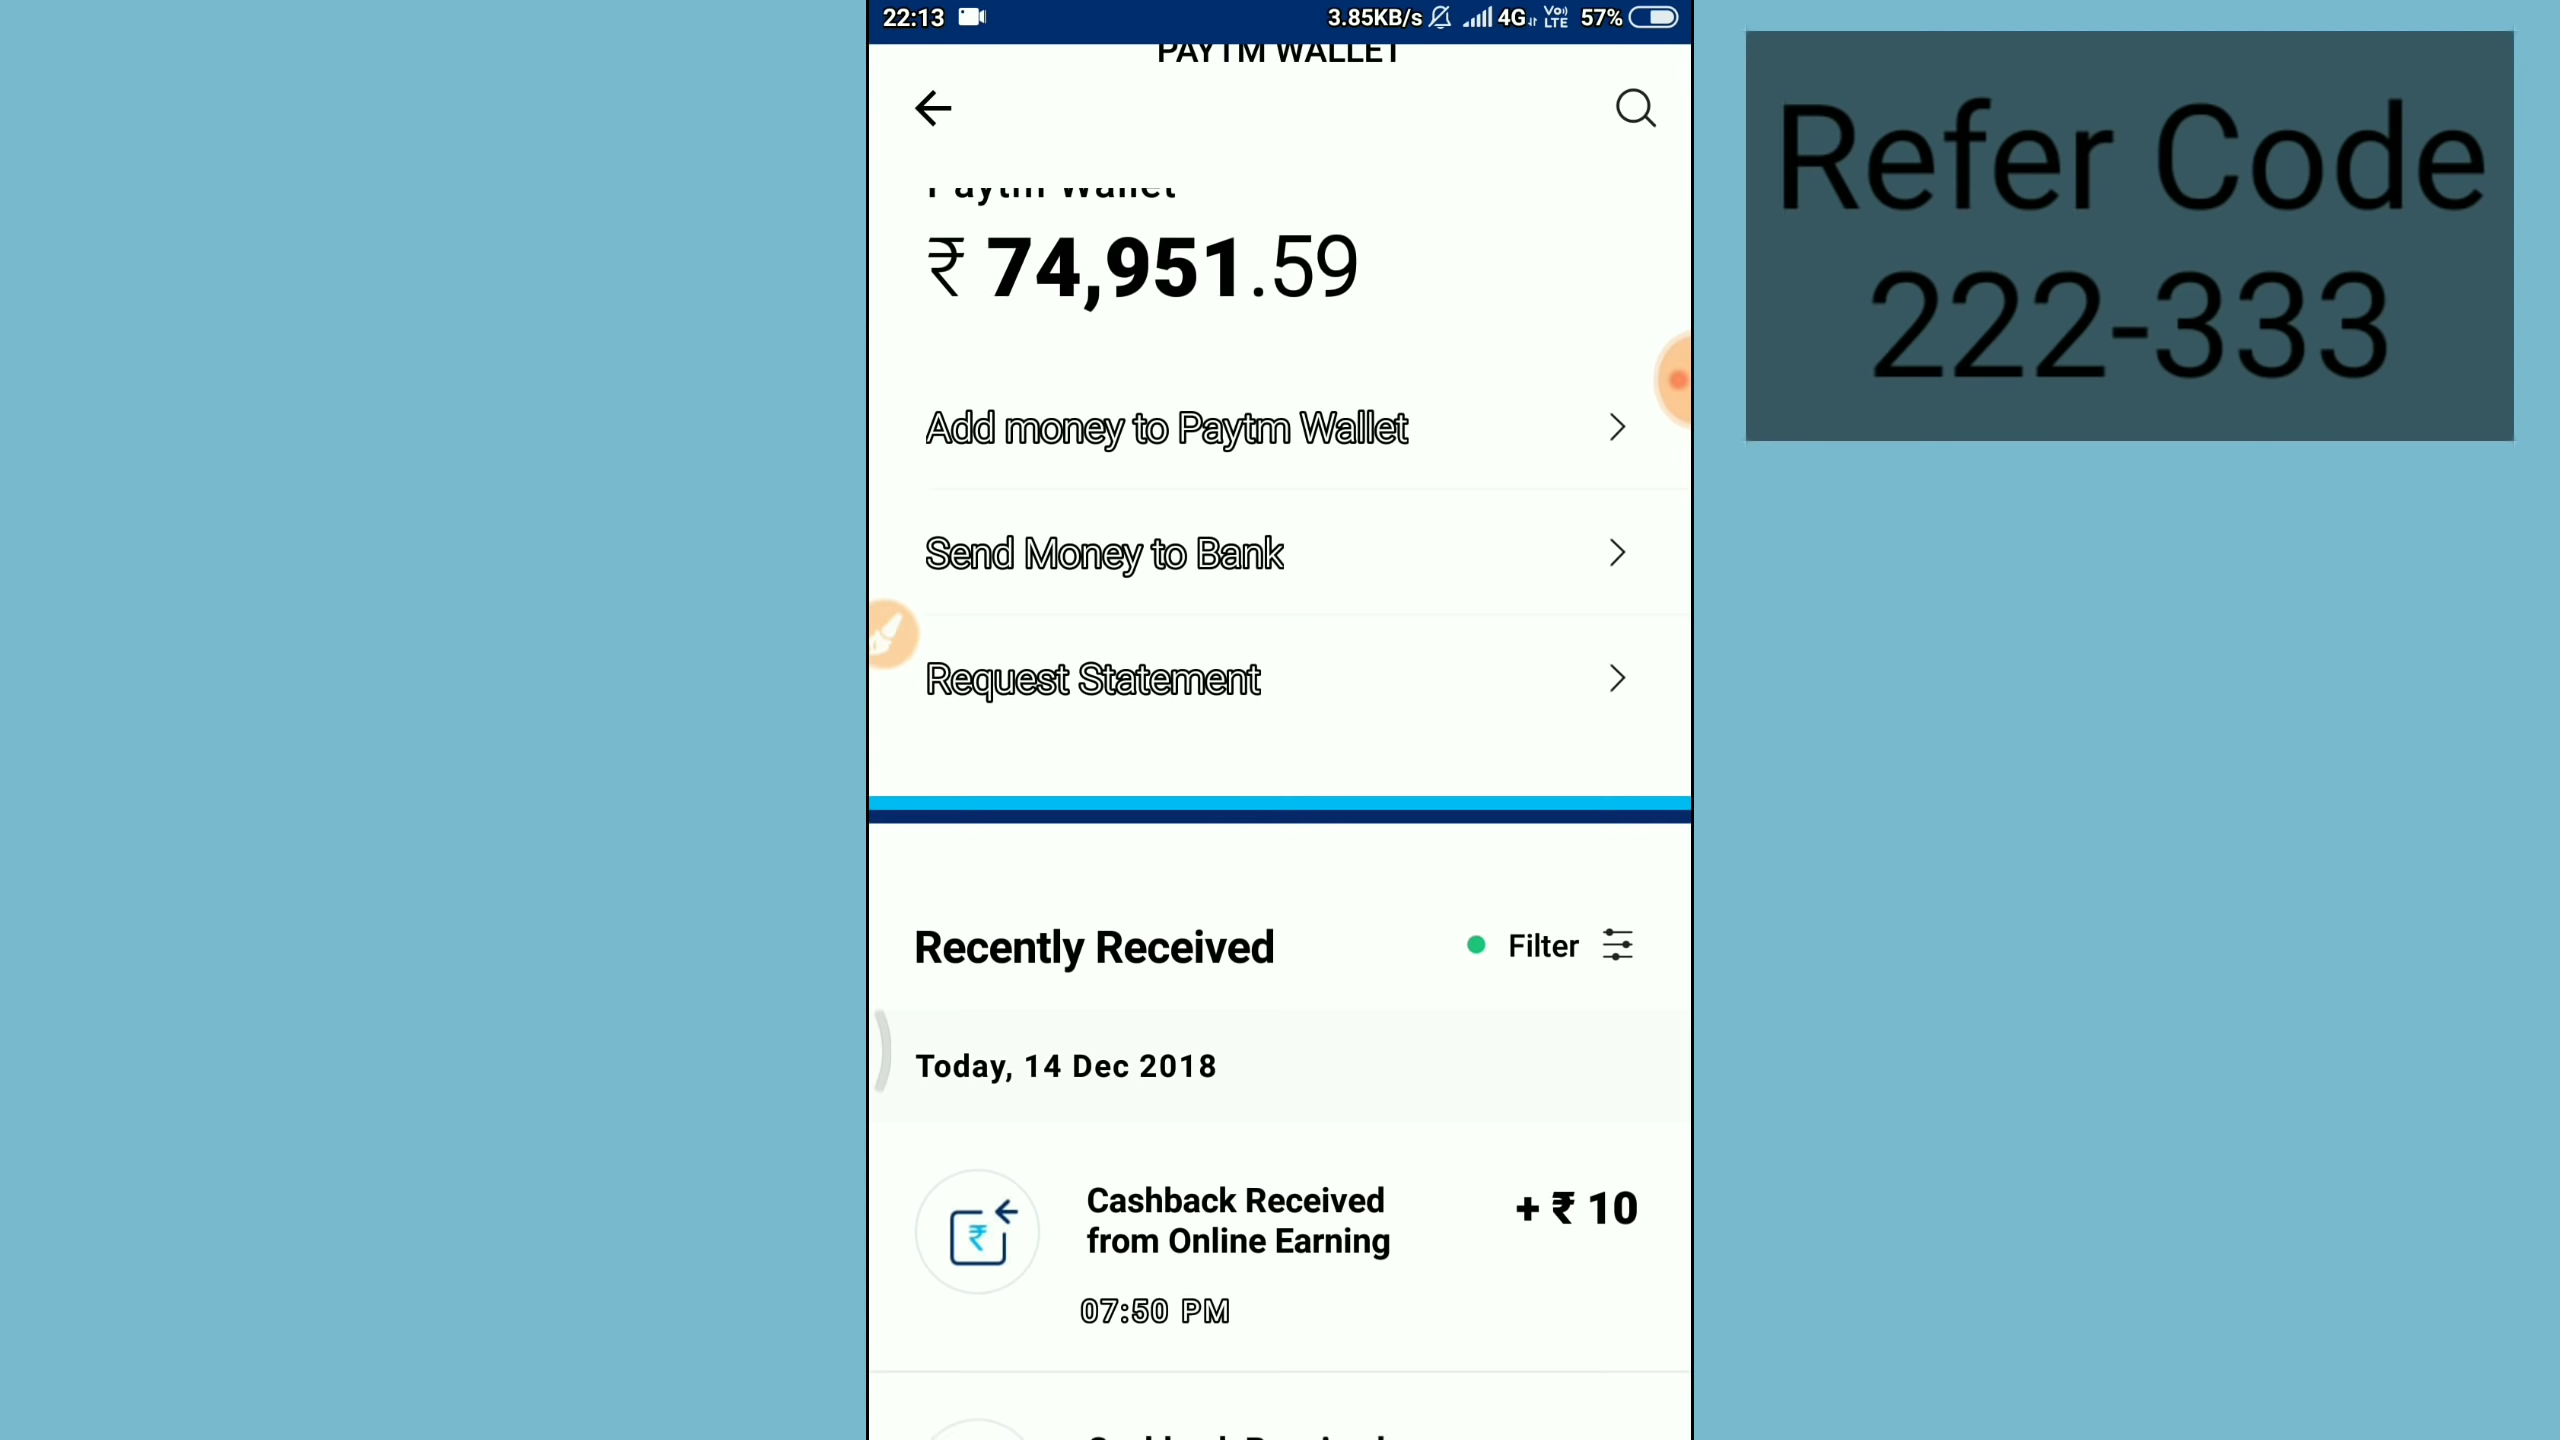 22:13 3.85KB/s 4G VoLTE 57%
PAYTM WALLET
Paytm Wallet
₹ 74,951.59
Add money to Paytm Wallet
Send Money to Bank
Request Statement
Recently Received
Filter
Today, 14 Dec 2018
Cashback Received
from Online Earning
+ ₹ 10
07:50 PM
Refer Code
222-333